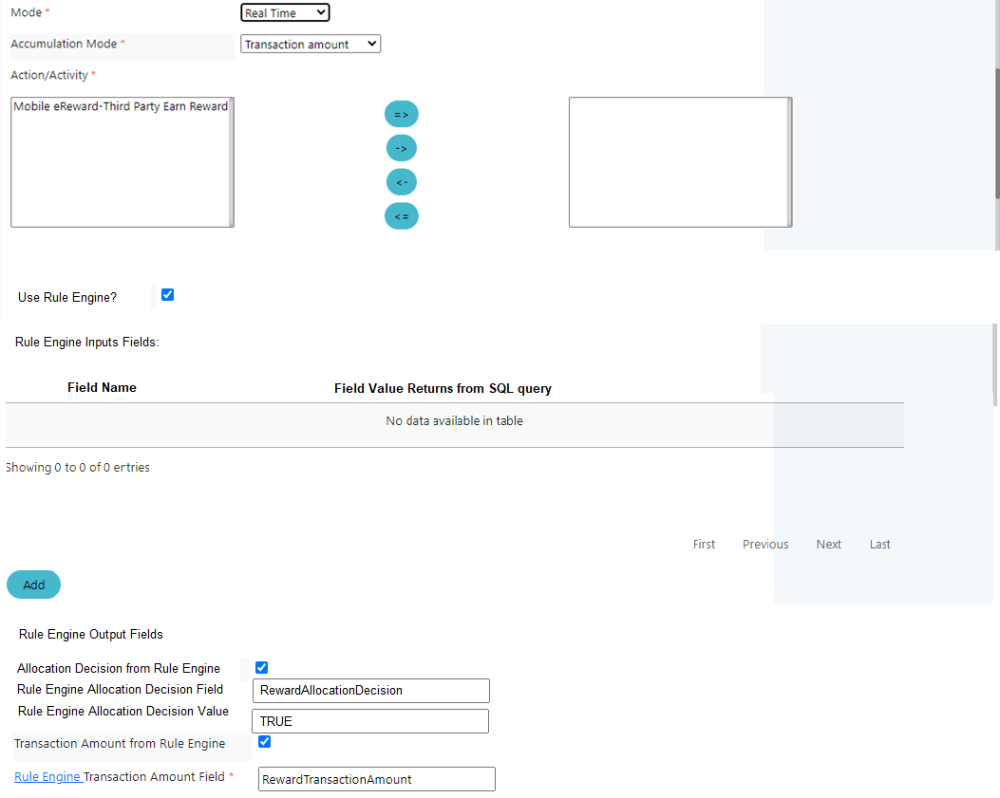 Mode *
Real Time
Accumulation Mode *
Transaction amount
Action/Activity *
Mobile eReward-Third Party Earn Reward
=>
->
<-
<=
Use Rule Engine?
Rule Engine Inputs Fields:
Field Name Field Value Returns from SQL query
No data available in table
Showing 0 to 0 of 0 entries
First Previous Next Last
Add
Rule Engine Output Fields
Allocation Decision from Rule Engine
Rule Engine Allocation Decision Field RewardAllocationDecision
Rule Engine Allocation Decision Value TRUE
Transaction Amount from Rule Engine
Rule Engine Transaction Amount Field * RewardTransactionAmount